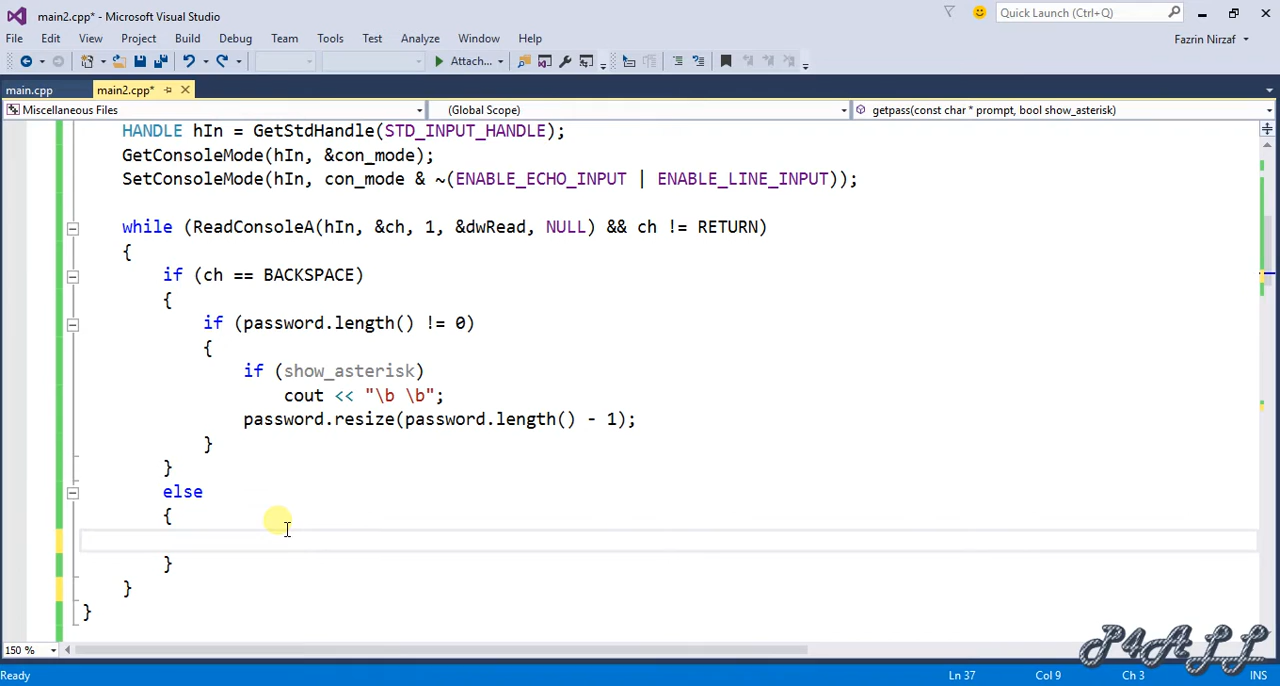 main2.cpp* - Microsoft Visual Studio
Quick Launch (Ctrl+Q)
File Edit View Project Build Debug Team Tools Test Analyze Window Help
Fazrin Nirzaf
Attach...
main.cpp main2.cpp*
Miscellaneous Files (Global Scope) getpass(const char * prompt, bool show_asterisk)
HANDLE hIn = GetStdHandle(STD_INPUT_HANDLE);
GetConsoleMode(hIn, &con_mode);
SetConsoleMode(hIn, con_mode & ~(ENABLE_ECHO_INPUT | ENABLE_LINE_INPUT));
while (ReadConsoleA(hIn, &ch, 1, &dwRead, NULL) && ch != RETURN)
{
if (ch == BACKSPACE)
{
if (password.length() != 0)
{
if (show_asterisk)
cout << "\b \b";
password.resize(password.length() - 1);
}
}
else
{
}
}
}
150 %
P4ALL
Ready Ln 37 Col 9 Ch 3 INS